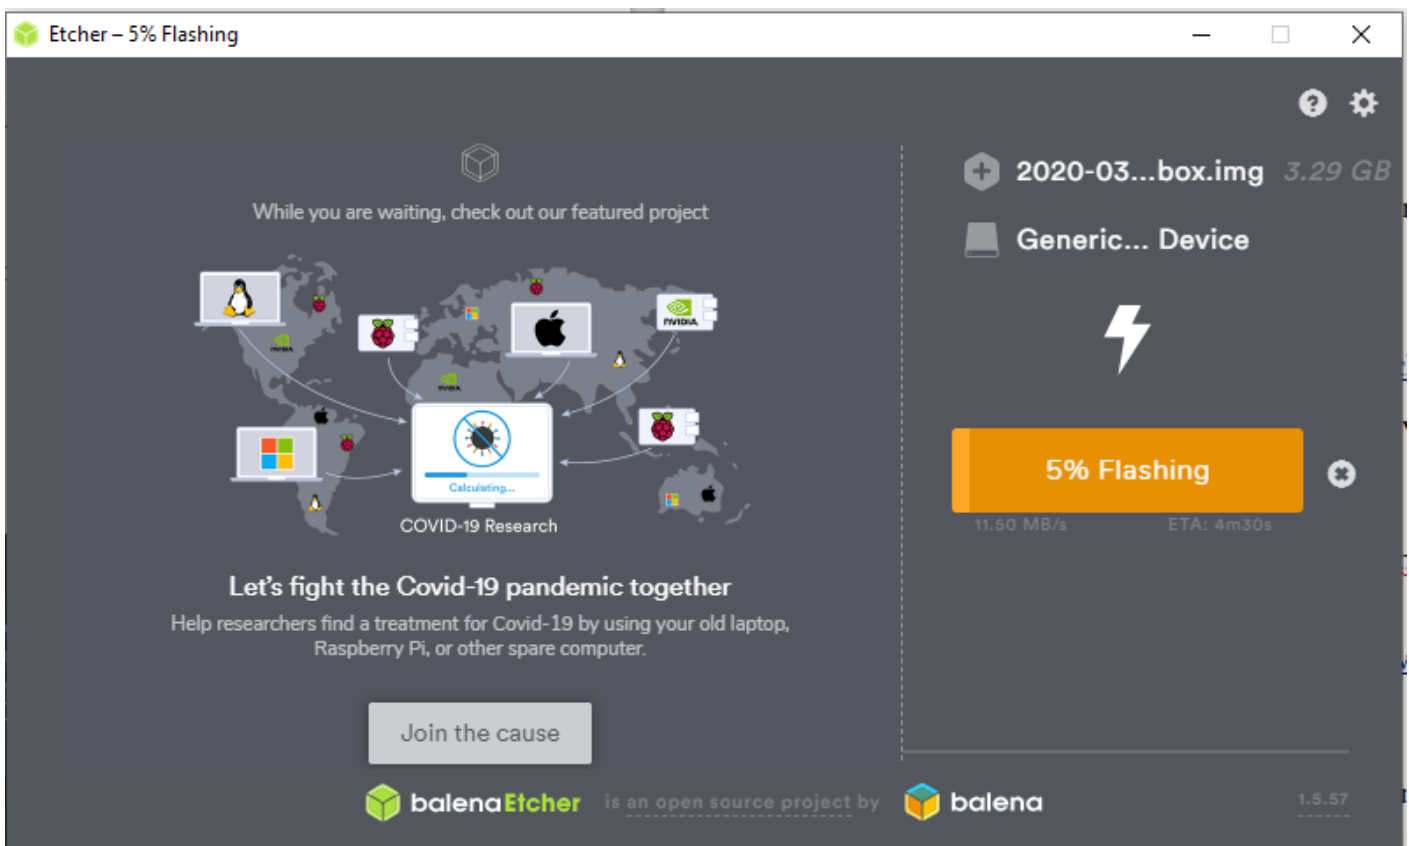 Etcher – 5% Flashing
While you are waiting, check out our featured project
NVIDIA
NVIDIA
NVIDIA
Calculating...
COVID-19 Research
Let's fight the Covid-19 pandemic together
Help researchers find a treatment for Covid-19 by using your old laptop,
Raspberry Pi, or other spare computer.
Join the cause
2020-03...box.img 3.29 GB
Generic... Device
5% Flashing
11.50 MB/s ETA: 4m30s
balenaEtcher is an open source project by balena 1.5.57